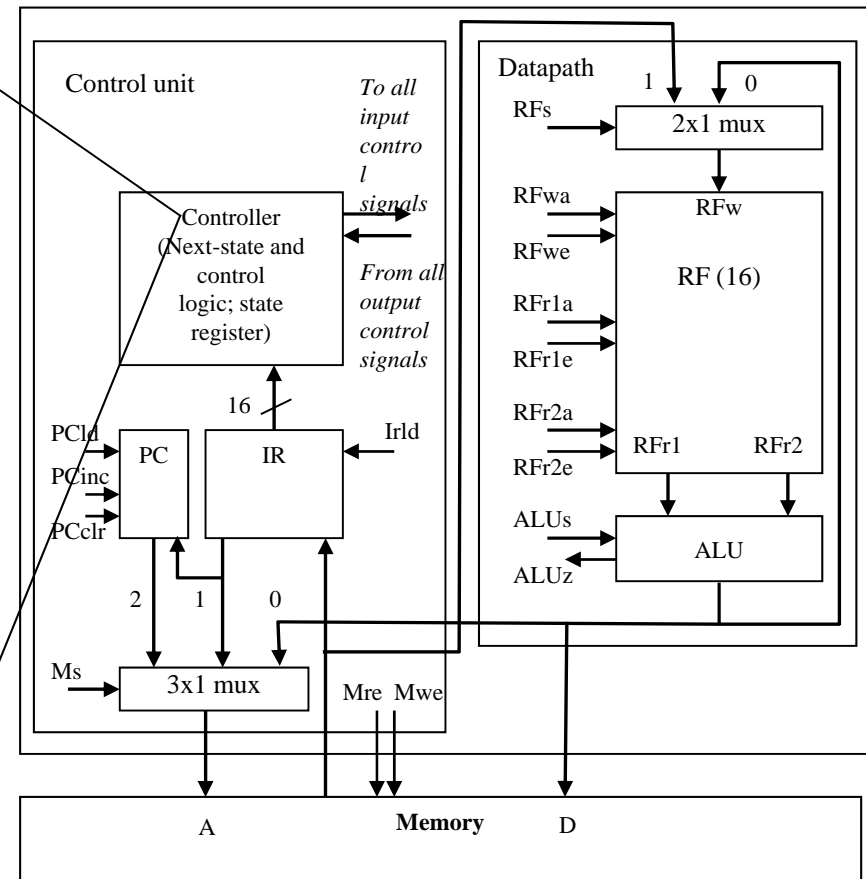 Control unit
To all
input
contro
l
signals
Controller
(Next-state and
control
logic; state
register)
From all
output
control
signals
16
PCld
PCinc
PCclr
PC
IR
Irld
2
1
0
Ms
3x1 mux
Mre
Mwe
Datapath
1
0
RFs
2x1 mux
RFwa
RFwe
RFw
RF (16)
RFr1a
RFr1e
RFr2a
RFr2e
RFr1
RFr2
ALUs
ALUz
ALU
A
Memory
D